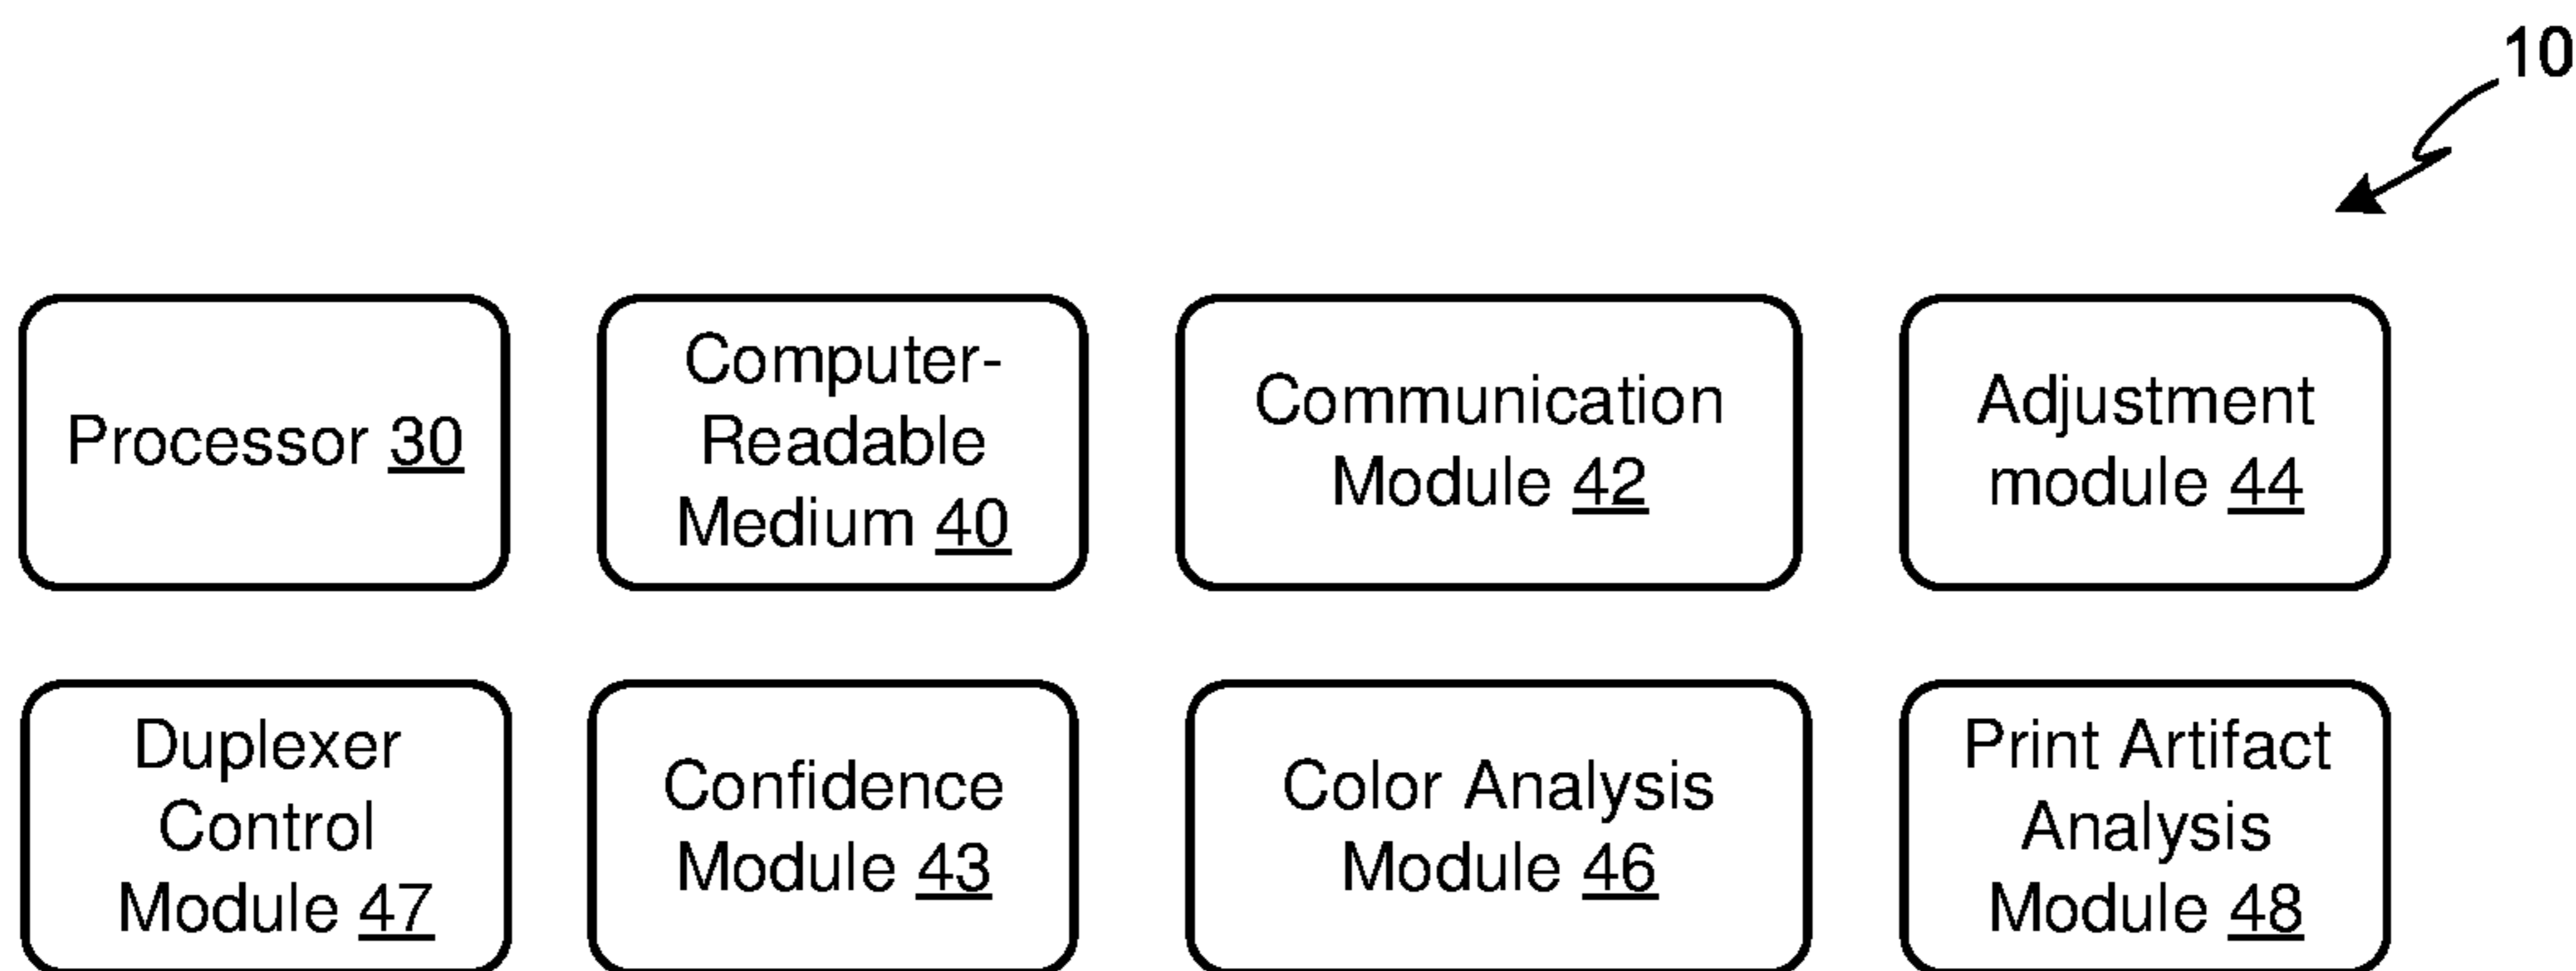 10
Processor 30
Computer-
Readable
Medium 40
Communication
Module 42
Adjustment
module 44
Duplexer
Control
Module 47
Confidence
Module 43
Color Analysis
Module 46
Print Artifact
Analysis
Module 48